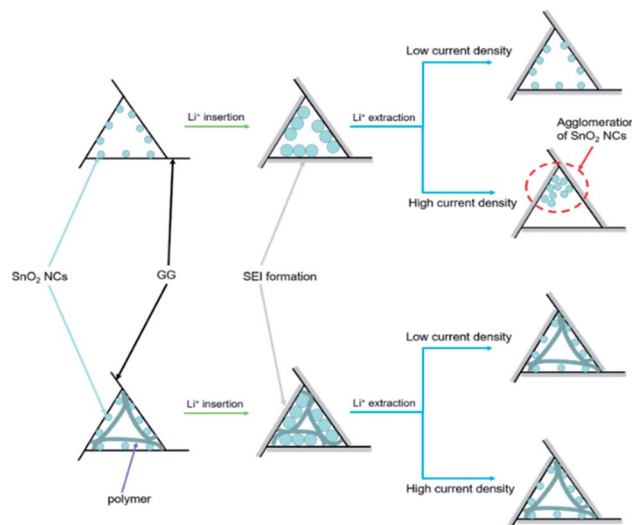 Low current density
Li⁺ insertion
Li⁺ extraction
Agglomeration
of SnO₂ NCs
High current density
SnO₂ NCs
GG
SEI formation
Low current density
Li⁺ insertion
Li⁺ extraction
polymer
High current density